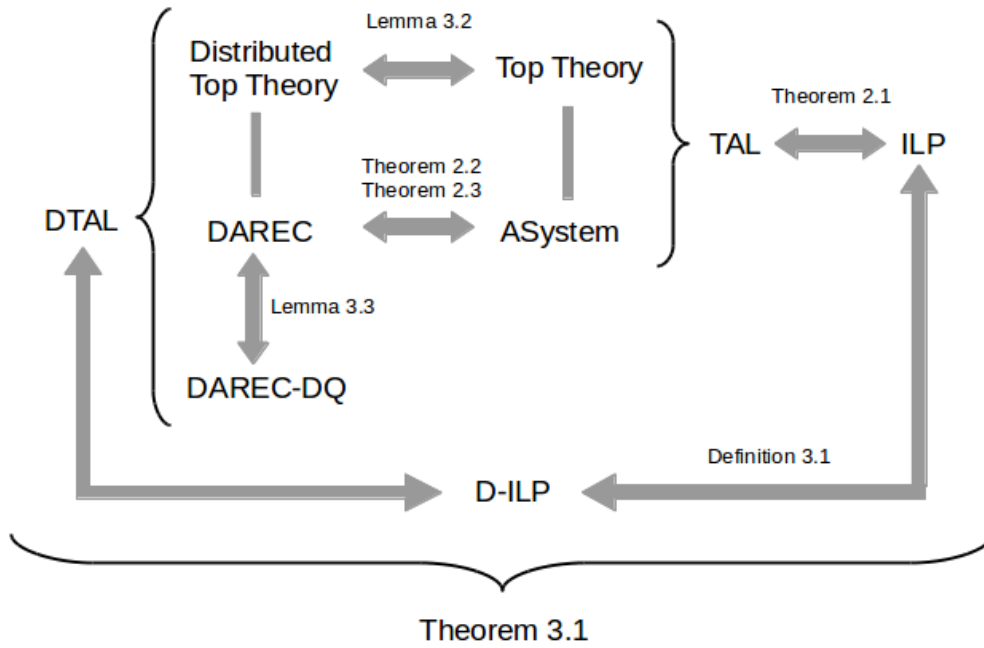 Lemma 3.2
Distributed
Top Theory
Top Theory
Theorem 2.1
TAL
ILP
Theorem 2.2
Theorem 2.3
DTAL
DAREC
ASystem
Lemma 3.3
DAREC-DQ
Definition 3.1
D-ILP
Theorem 3.1